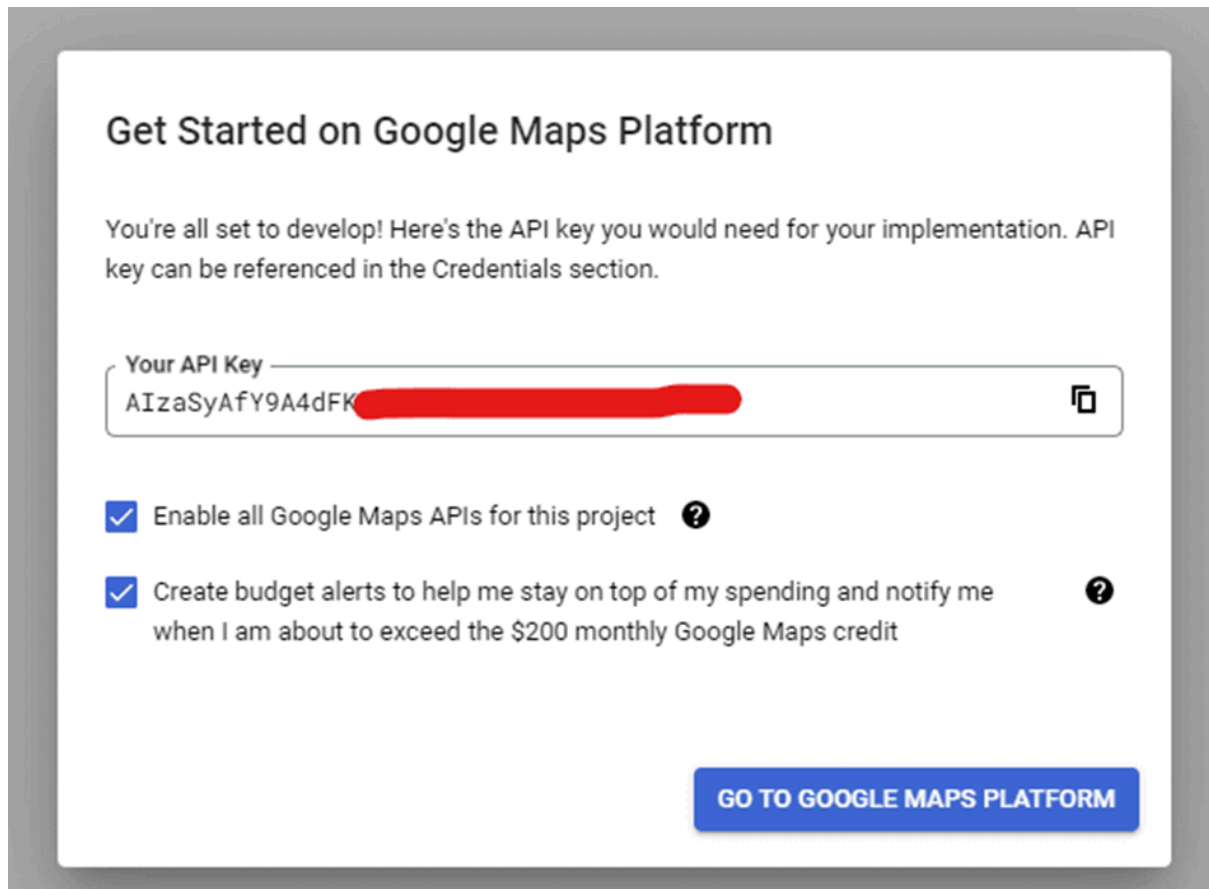 Get Started on Google Maps Platform
You're all set to develop! Here's the API key you would need for your implementation. API
key can be referenced in the Credentials section.
Your API Key
AIzaSyAfY9A4dFK
Enable all Google Maps APIs for this project
Create budget alerts to help me stay on top of my spending and notify me
when I am about to exceed the $200 monthly Google Maps credit
GO TO GOOGLE MAPS PLATFORM